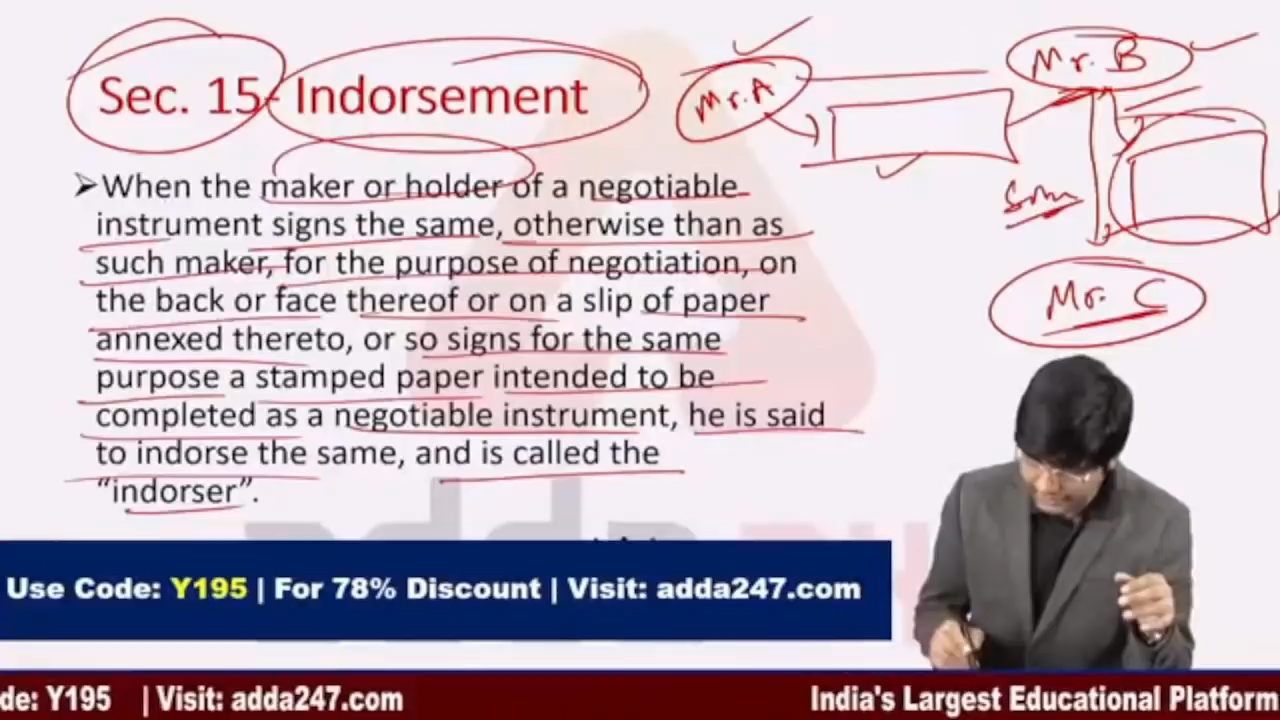 Sec. 15- Indorsement
Mr. A
Mr. B
➢When the maker or holder of a negotiable
instrument signs the same, otherwise than as
such maker, for the purpose of negotiation, on
the back or face thereof or on a slip of paper
annexed thereto, or so signs for the same
purpose a stamped paper intended to be
completed as a negotiable instrument, he is said
to indorse the same, and is called the
“indorser”.
Mr. C
Use Code: Y195 | For 78% Discount | Visit: adda247.com
de: Y195 | Visit: adda247.com
India's Largest Educational Platform